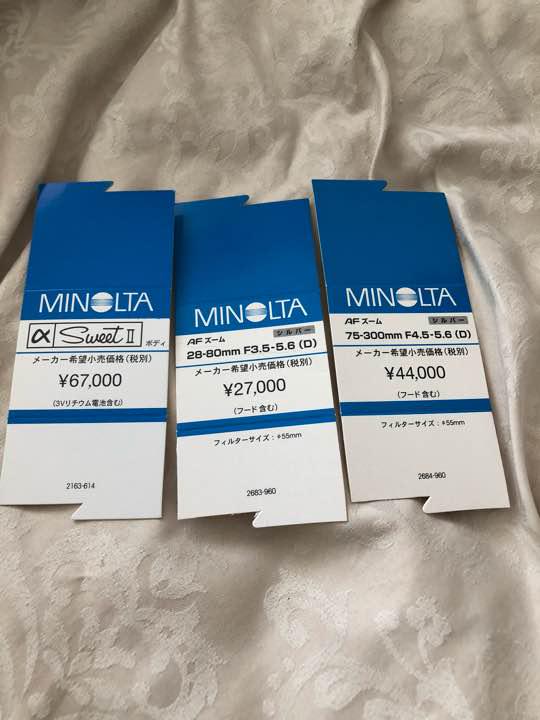 MINOLTA
α Sweet II ボディ
メーカー希望小売価格(税別)
¥67,000
(3Vリチウム電池含む)
2163-614
MINOLTA
AF ズーム シルバー
28-80mm F3.5-5.6 (D)
メーカー希望小売価格(税別)
¥27,000
(フード含む)
フィルターサイズ:φ55mm
2683-960
MINOLTA
AF ズーム シルバー
75-300mm F4.5-5.6 (D)
メーカー希望小売価格(税別)
¥44,000
(フード含む)
フィルターサイズ:φ55mm
2684-960